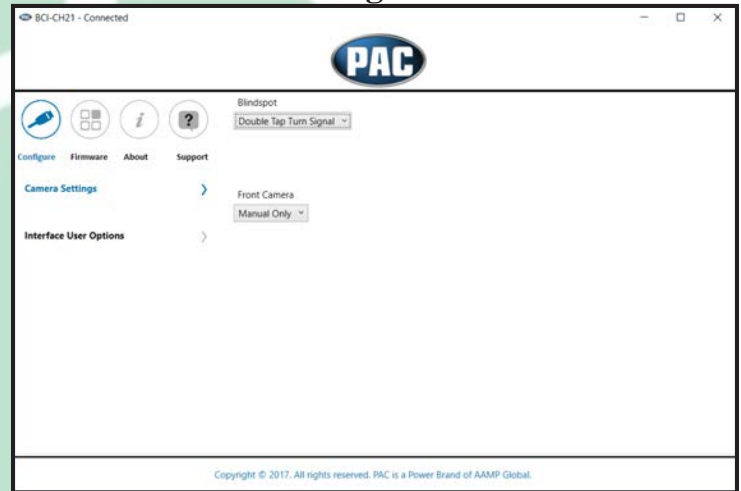 BCI-CH21 - Connected
PAC
Configure Firmware About Support
Camera Settings
Interface User Options
Blindspot
Double Tap Turn Signal
Front Camera
Manual Only
Copyright © 2017. All rights reserved. PAC is a Power Brand of AAMP Global.